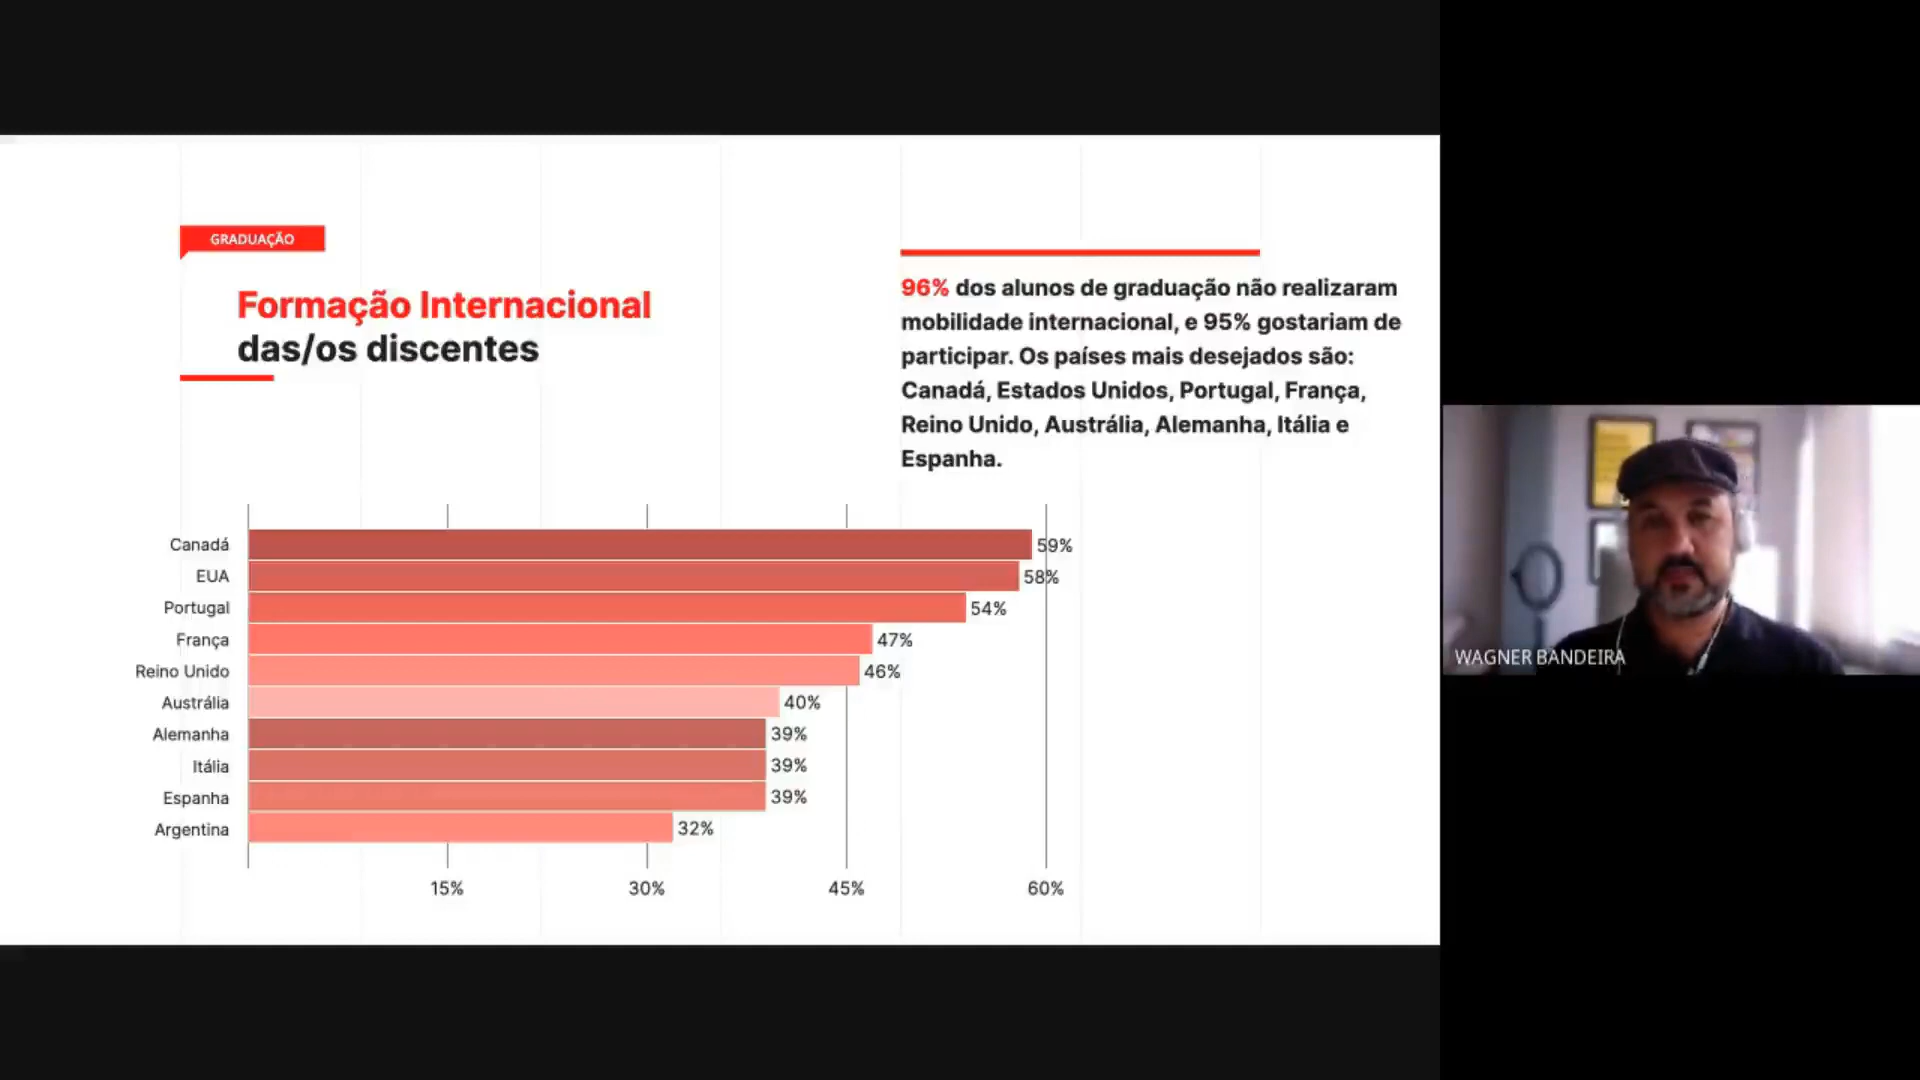 GRADUAÇÃO
Formação Internacional
das/os discentes
96% dos alunos de graduação não realizaram
mobilidade internacional, e 95% gostariam de
participar. Os países mais desejados são:
Canadá, Estados Unidos, Portugal, França,
Reino Unido, Austrália, Alemanha, Itália e
Espanha.
Canadá 59%
EUA 58%
Portugal 54%
França 47%
Reino Unido 46%
Austrália 40%
Alemanha 39%
Itália 39%
Espanha 39%
Argentina 32%
15% 30% 45% 60%
WAGNER BANDEIRA